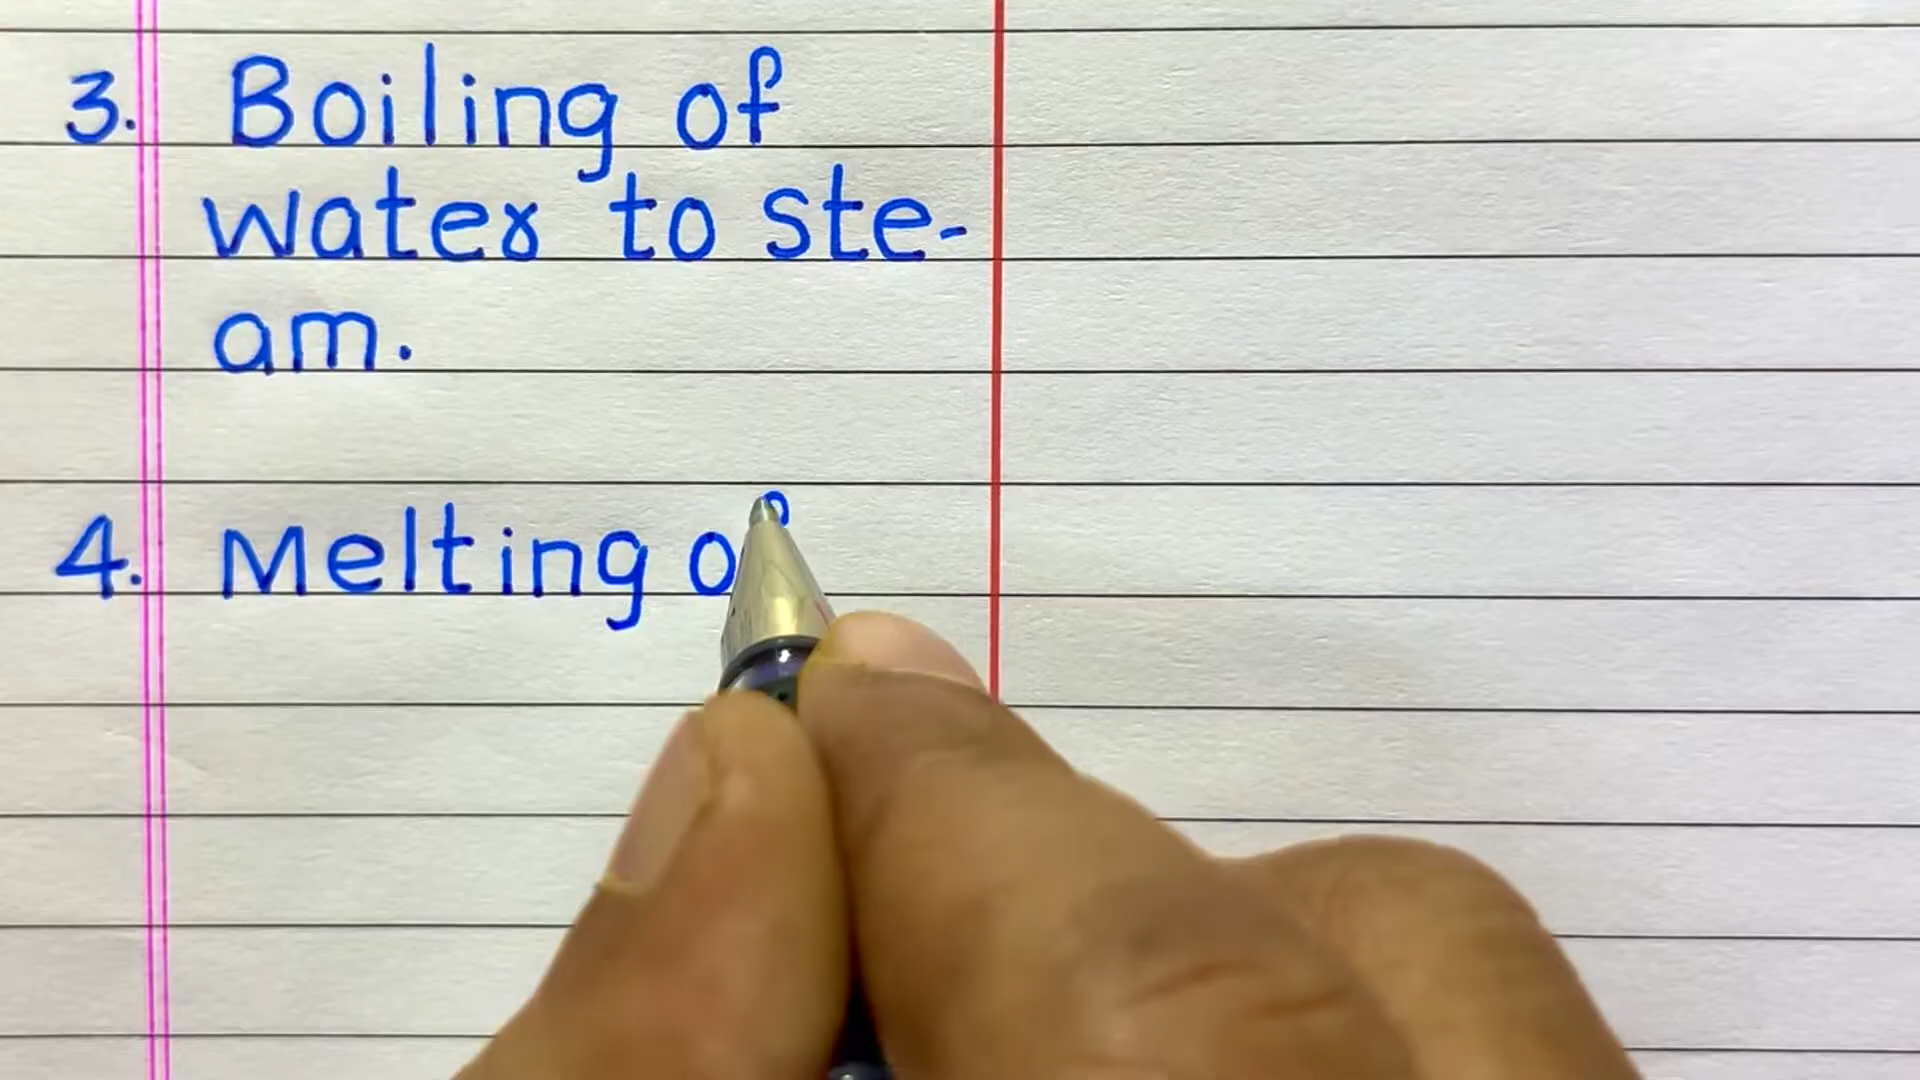 3. Boiling of
water to ste-
am.
4. Melting o